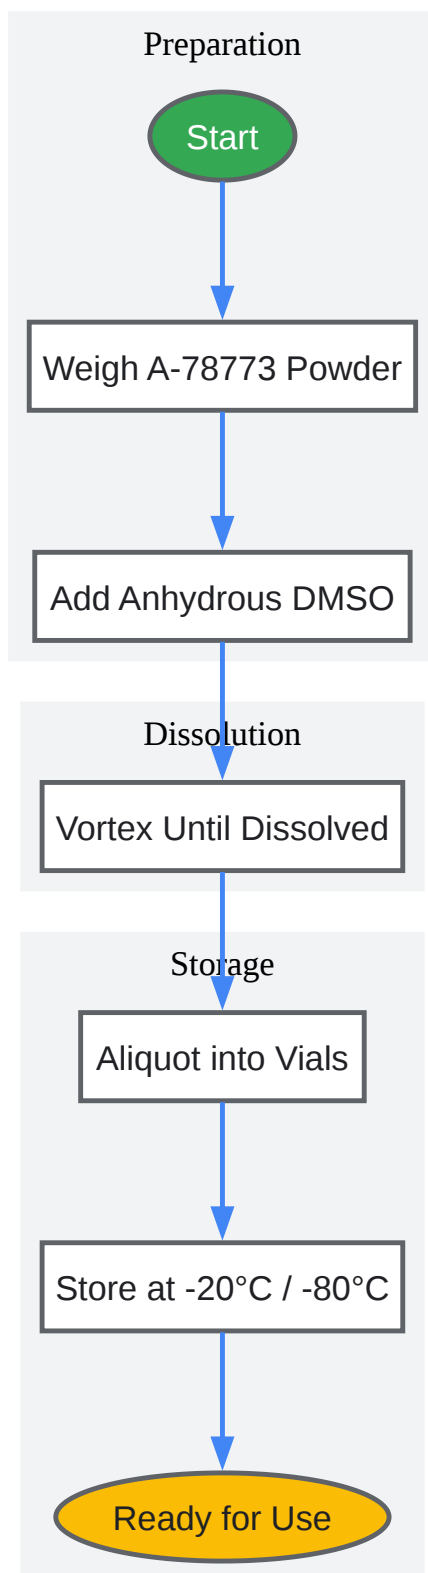 Preparation
Start
Weigh A-78773 Powder
Add Anhydrous DMSO
Dissolution
Vortex Until Dissolved
Storage
Aliquot into Vials
Store at -20°C / -80°C
Ready for Use